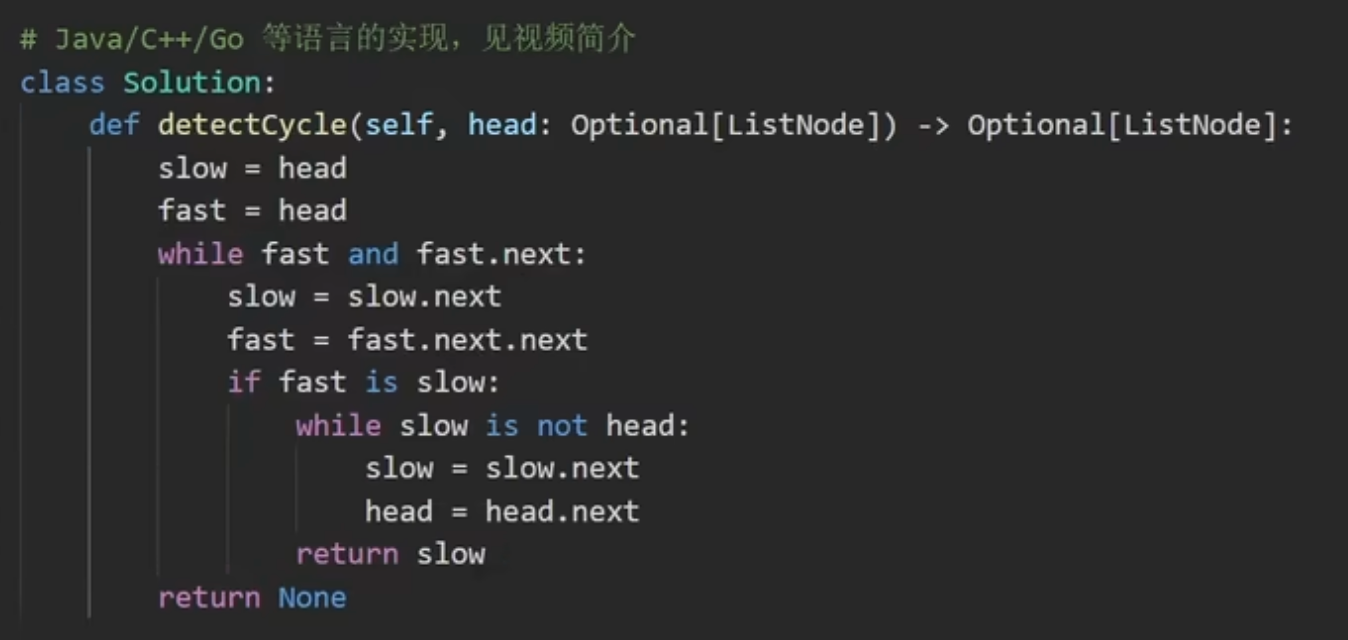 # Java/C++/Go 等语言的实现，见视频简介
class Solution:
    def detectCycle(self, head: Optional[ListNode]) -> Optional[ListNode]:
        slow = head
        fast = head
        while fast and fast.next:
            slow = slow.next
            fast = fast.next.next
            if fast is slow:
                while slow is not head:
                    slow = slow.next
                    head = head.next
                return slow
        return None